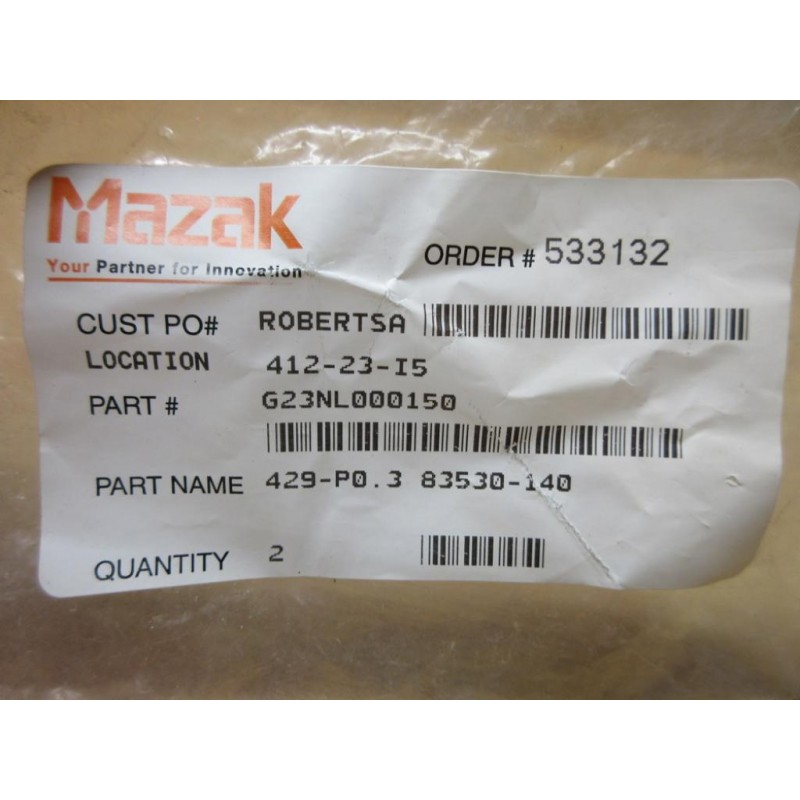 Mazak
Your Partner for Innovation
ORDER # 533132
CUST PO# ROBERTSA
LOCATION 412-23-I5
PART # G23NL000150
PART NAME 429-P0.3 83530-140
QUANTITY 2